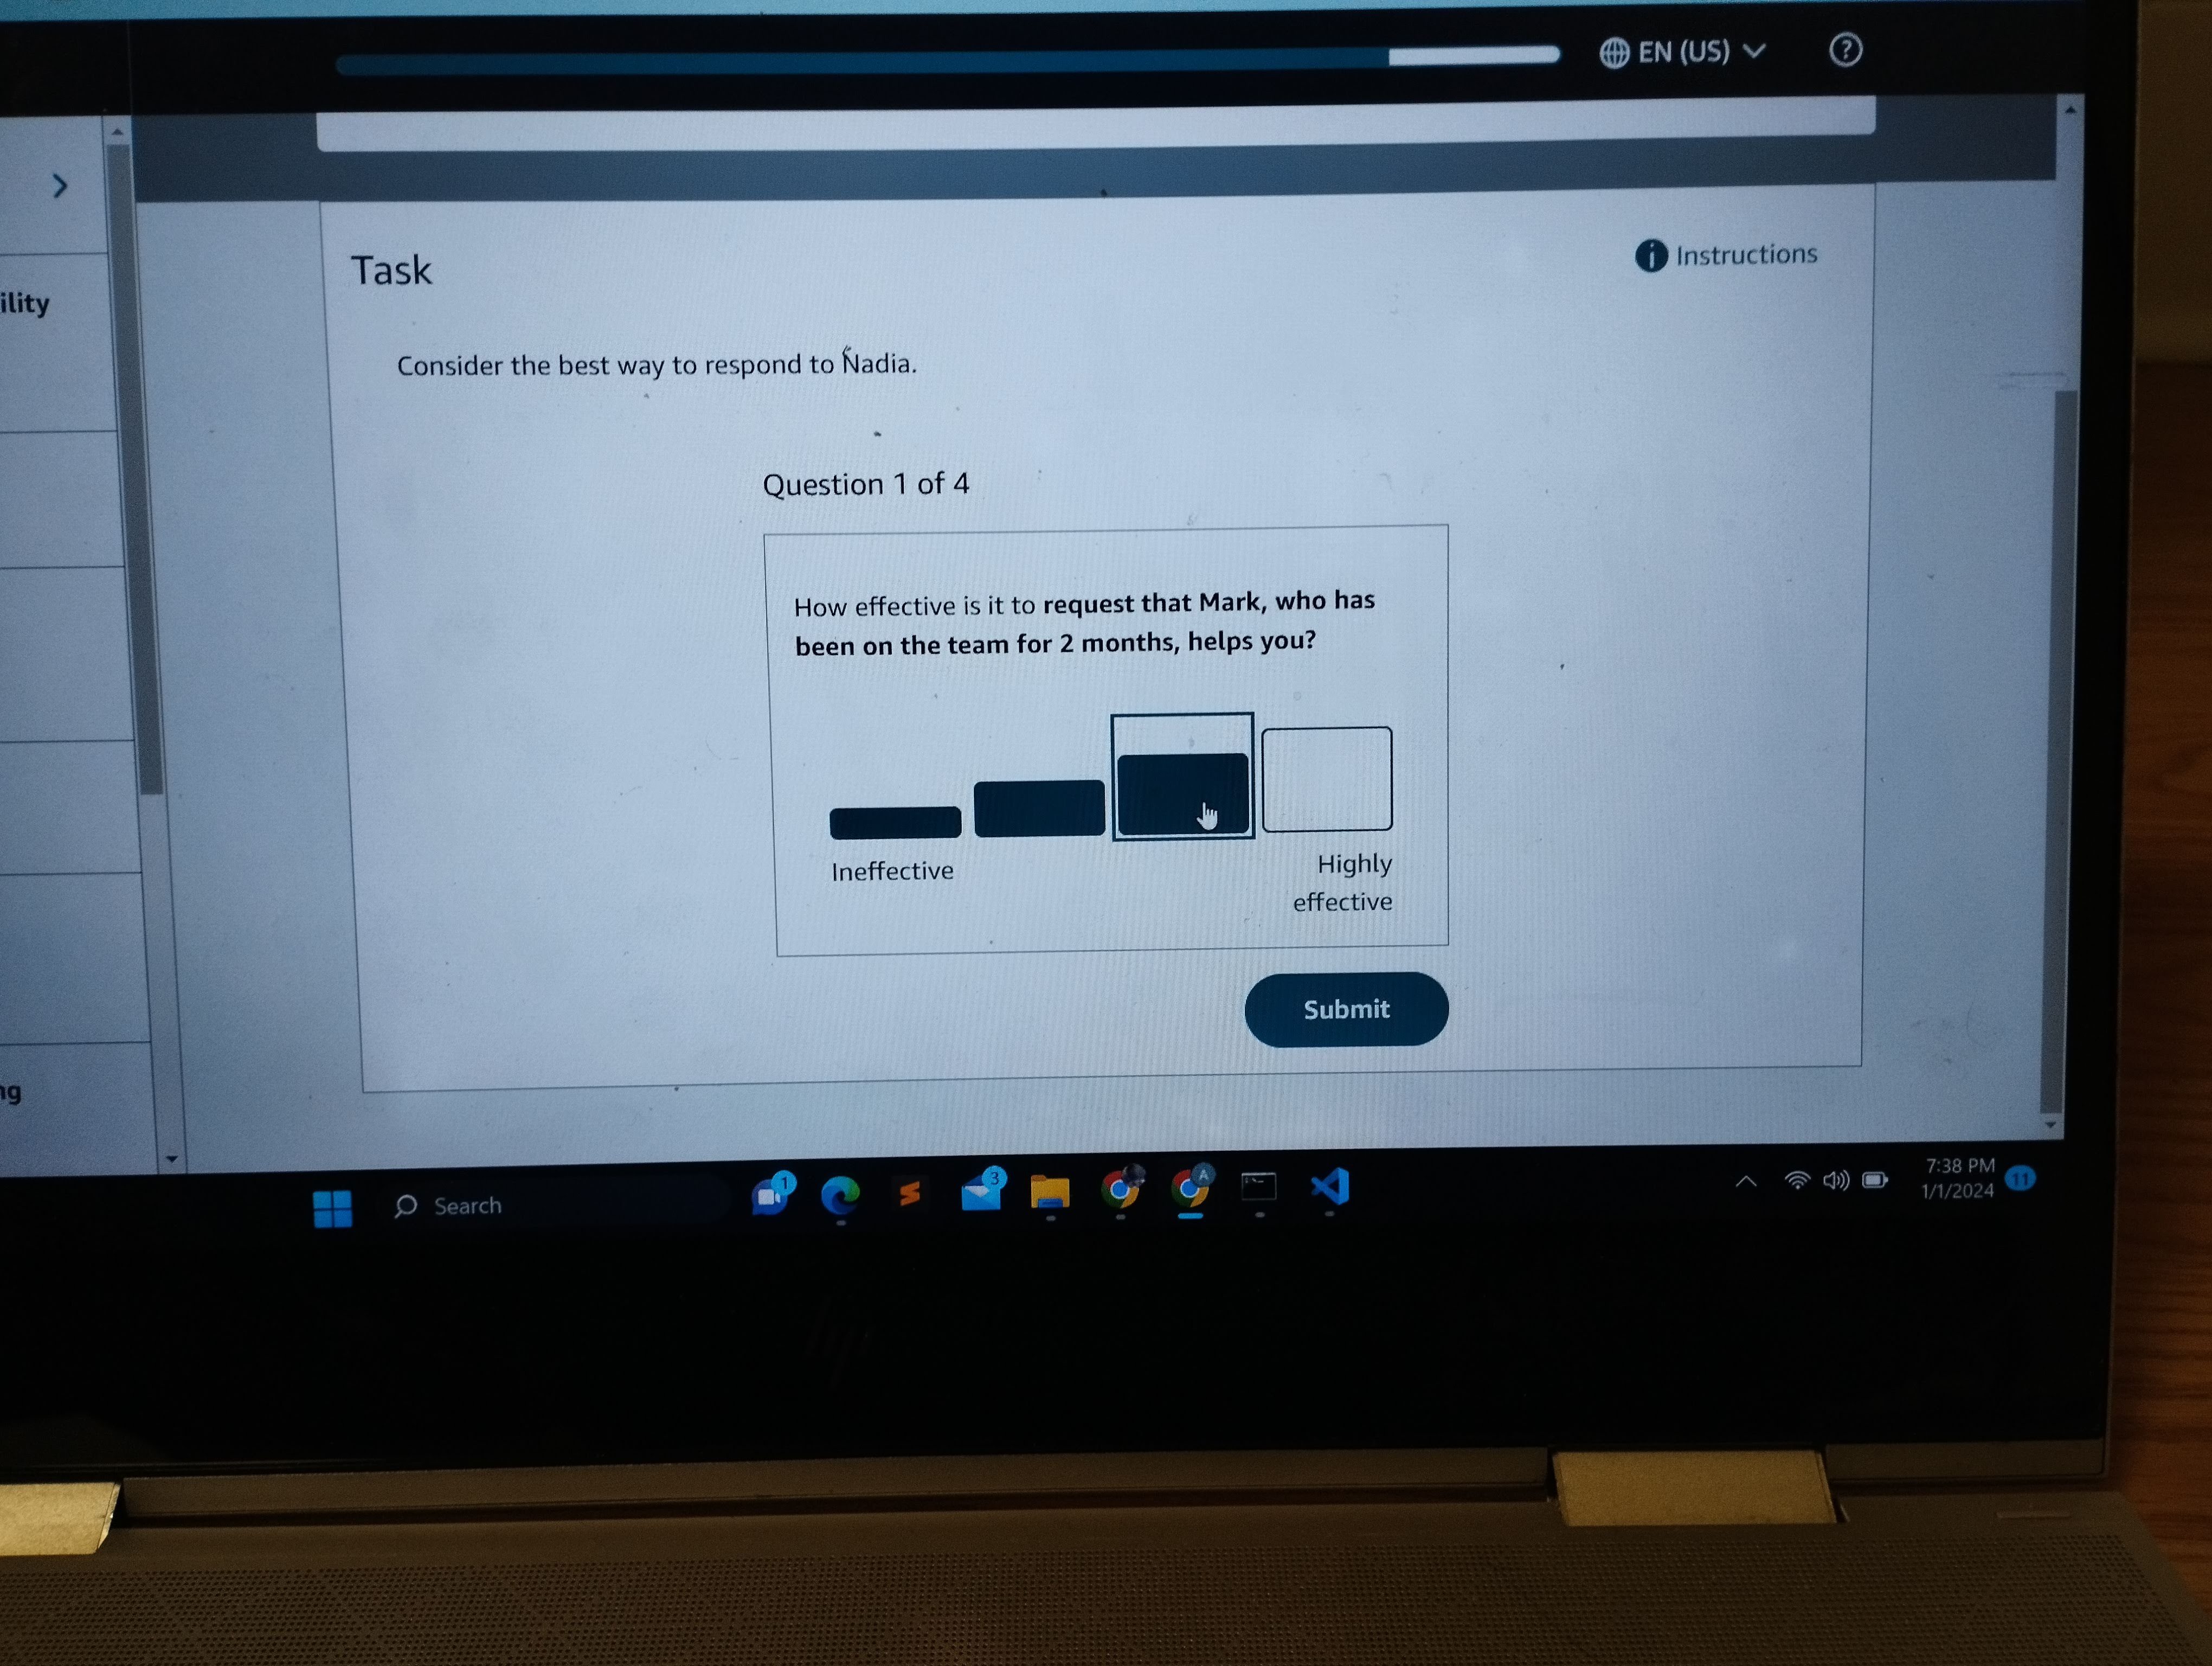 EN (US)
ility
ng
Task
Instructions
Consider the best way to respond to Nadia.
Question 1 of 4
How effective is it to request that Mark, who has
been on the team for 2 months, helps you?
Ineffective
Highly
effective
Submit
Search
1
3
A
7:38 PM
1/1/2024
11